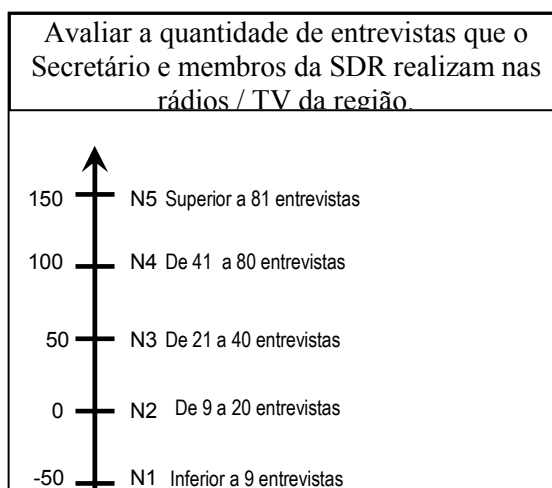 Avaliar a quantidade de entrevistas que o
Secretário e membros da SDR realizam nas
rádios / TV da região.
150 N5 Superior a 81 entrevistas
100 N4 De 41 a 80 entrevistas
50 N3 De 21 a 40 entrevistas
0 N2 De 9 a 20 entrevistas
-50 N1 Inferior a 9 entrevistas